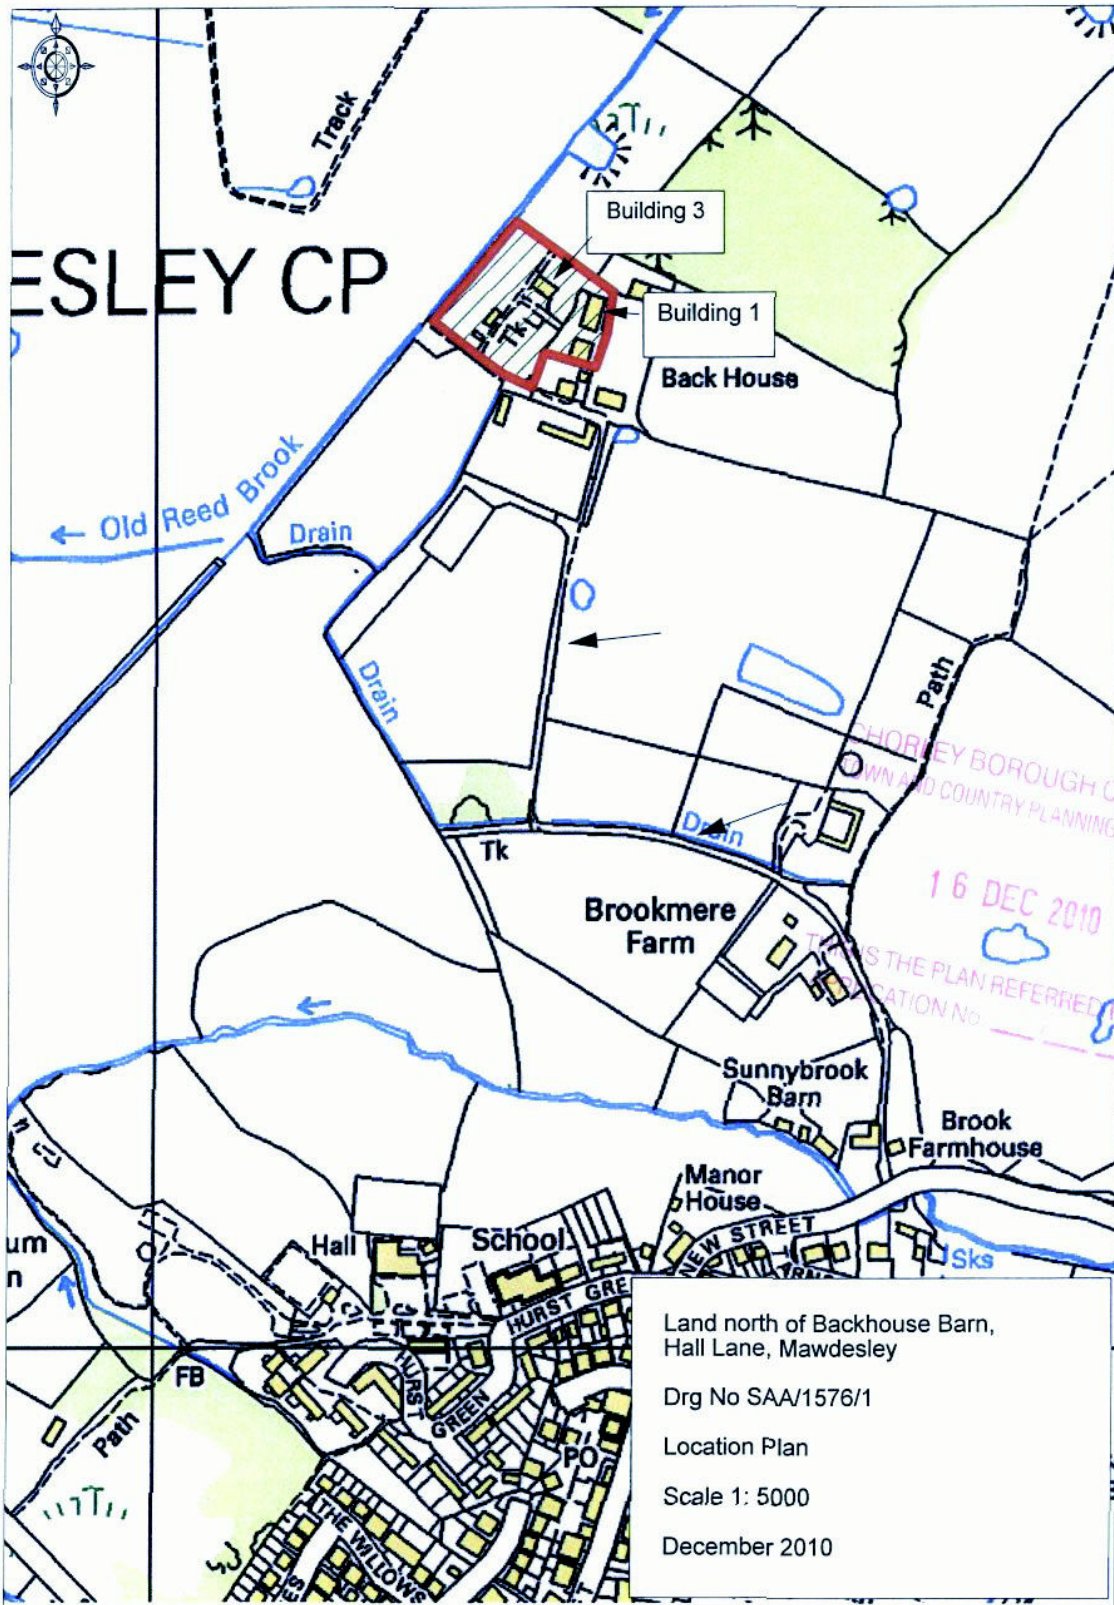 Track
ESLEY CP
Building 3
Building 1
Tk
Back House
Old Reed Brook
Drain
Drain
Path
CHORLEY BOROUGH C
TOWN AND COUNTRY PLANNING
Drain
Tk
16 DEC 2010
Brookmere
Farm
THIS IS THE PLAN REFERRED
APPLICATION No
Sunnybrook
Barn
Brook
Farmhouse
Manor
House
NEW STREET
um
n
Hall
School
Sks
HURST GRE
HURST
GREEN
FB
Path
PO
THE WILLOWS
Land north of Backhouse Barn,
Hall Lane, Mawdesley
Drg No SAA/1576/1
Location Plan
Scale 1: 5000
December 2010